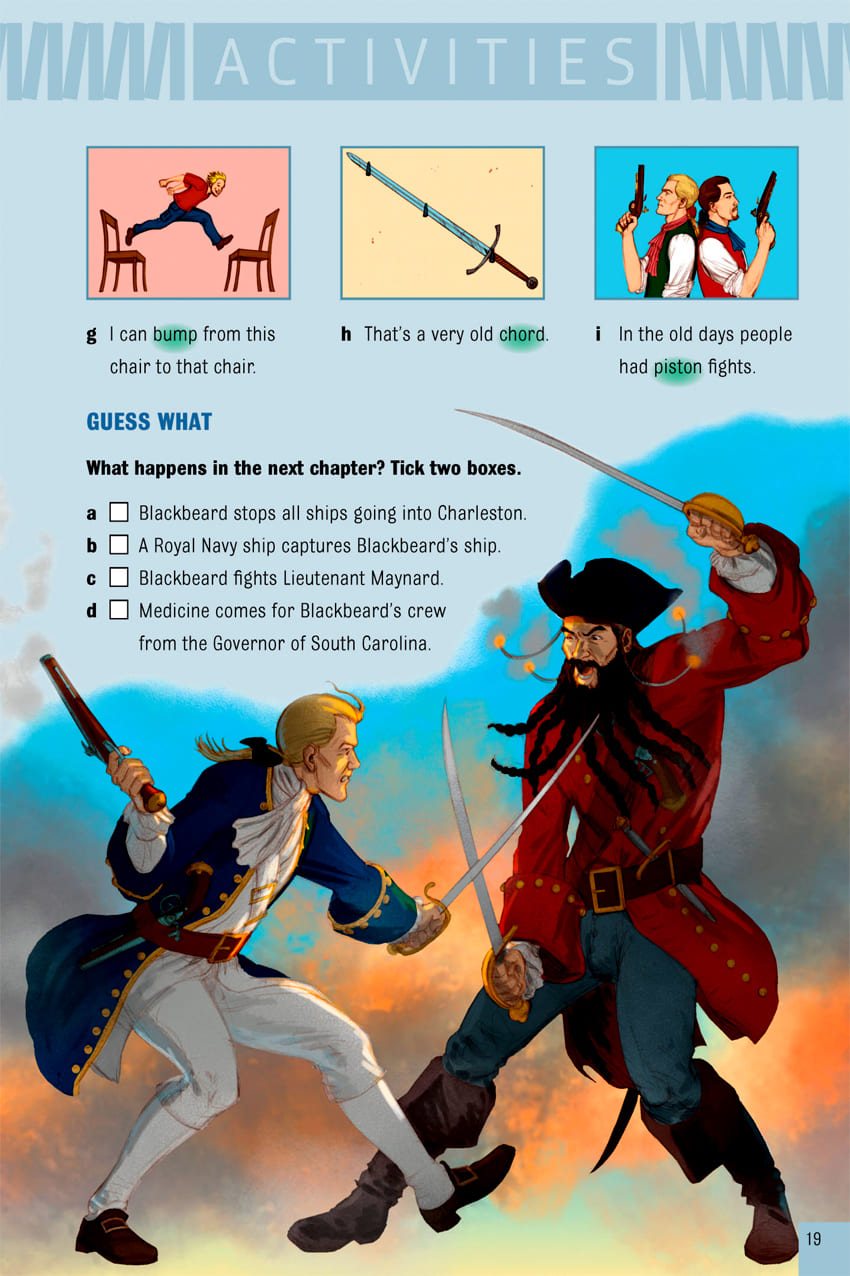 ACTIVITIES
g I can bump from this
chair to that chair.
h That's a very old chord.
i In the old days people
had piston fights.
GUESS WHAT
What happens in the next chapter? Tick two boxes.
a Blackbeard stops all ships going into Charleston.
b A Royal Navy ship captures Blackbeard's ship.
c Blackbeard fights Lieutenant Maynard.
d Medicine comes for Blackbeard's crew
from the Governor of South Carolina.
19